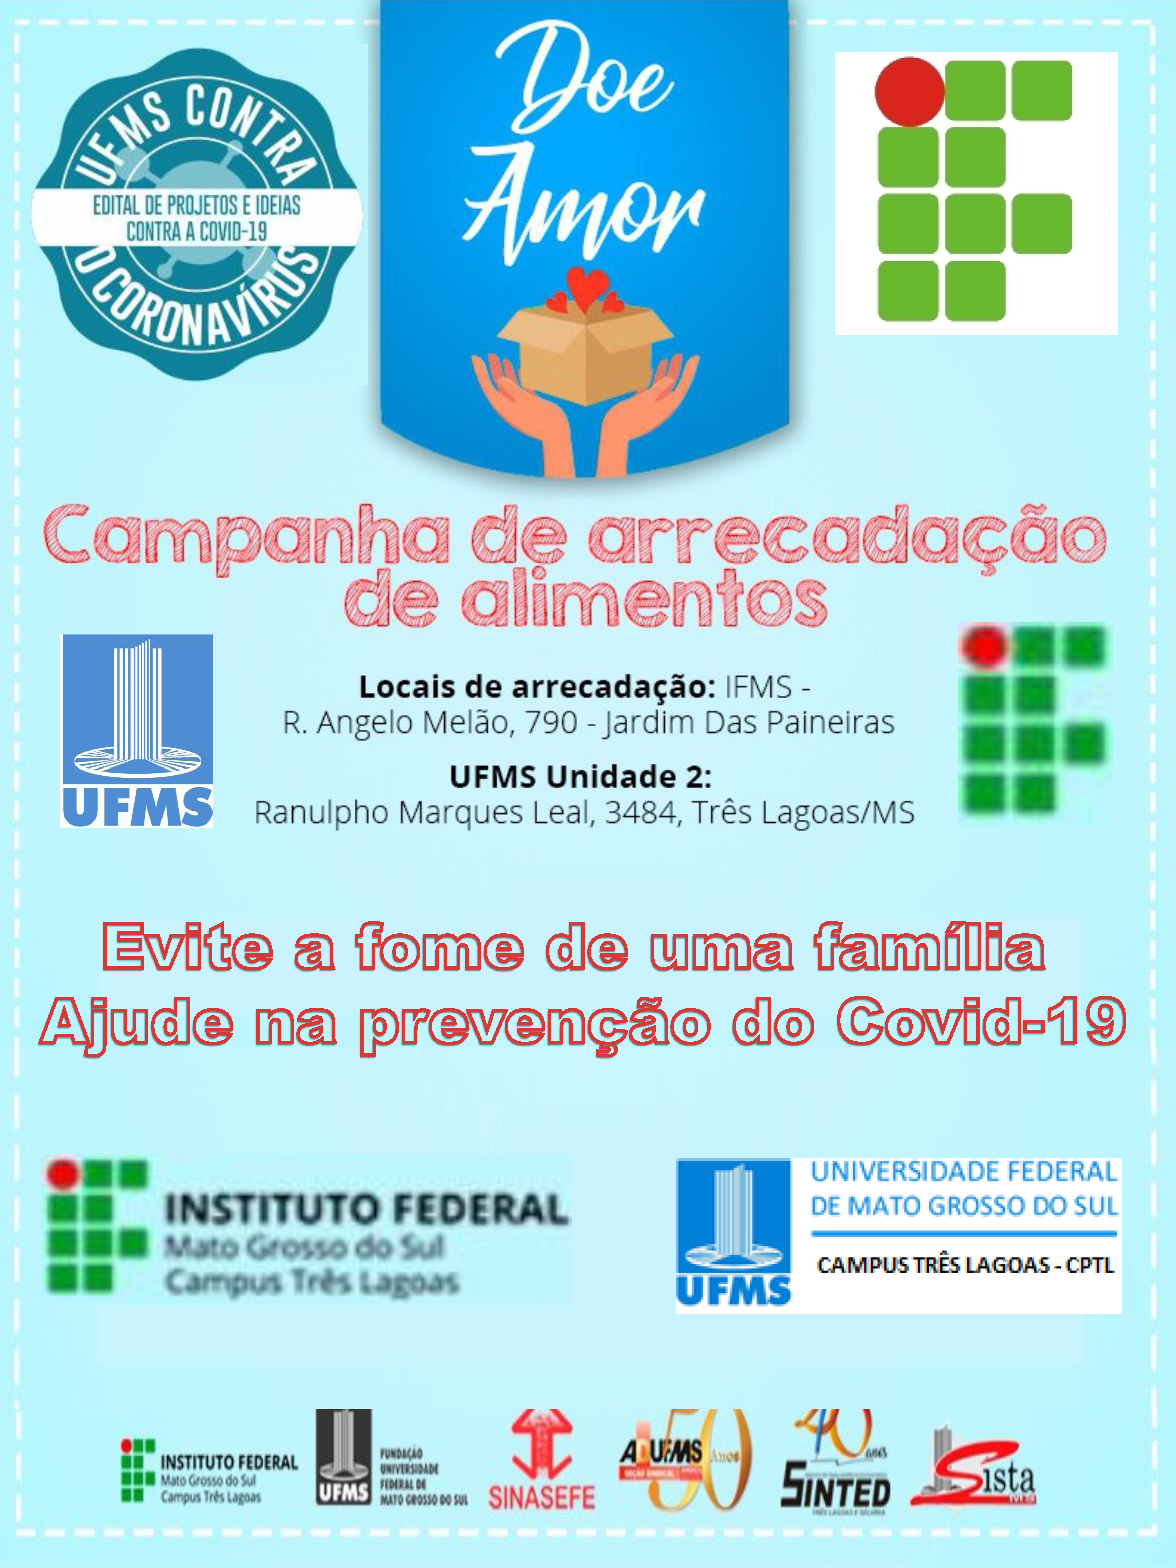 UFMS CONTRA
EDITAL DE PROJETOS E IDEIAS
CONTRA A COVID-19
O CORONAVÍRUS
Doe
Amor
Campanha de arrecadação
de alimentos
Locais de arrecadação: IFMS -
R. Angelo Melão, 790 - Jardim Das Paineiras
UFMS Unidade 2:
Ranulpho Marques Leal, 3484, Três Lagoas/MS
UFMS
Evite a fome de uma família
Ajude na prevenção do Covid-19
INSTITUTO FEDERAL
Mato Grosso do Sul
Campus Três Lagoas
UFMS
UNIVERSIDADE FEDERAL
DE MATO GROSSO DO SUL
CAMPUS TRÊS LAGOAS - CPTL
INSTITUTO FEDERAL
Mato Grosso do Sul
Campus Três Lagoas
UFMS
FUNDAÇÃO
UNIVERSIDADE
FEDERAL DE
MATO GROSSO DO SUL
SINASEFE
ADUFMS
SEÇÃO SINDICAL
50 Anos
40 anos
SINTED
TRÊS LAGOAS E SELVÍRIA
Sista